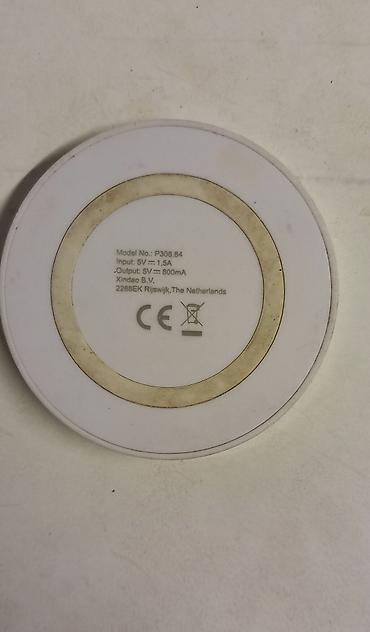 Model No.: P308.84
Input: 5V ⎓ 1,5A
Output: 5V ⎓ 800mA
Xindao B.V.
2288EK Rijswijk,The Netherlands
CE